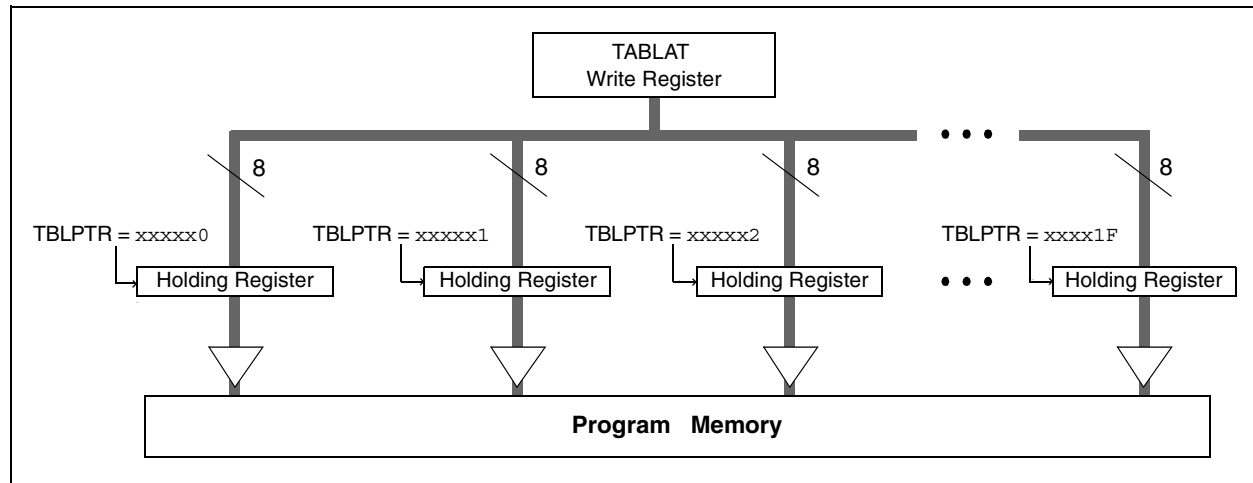 TABLAT
Write Register
• • •
8 8 8 8
TBLPTR = xxxxx0 TBLPTR = xxxxx1 TBLPTR = xxxxx2 TBLPTR = xxxx1F
Holding Register Holding Register Holding Register • • • Holding Register
Program Memory